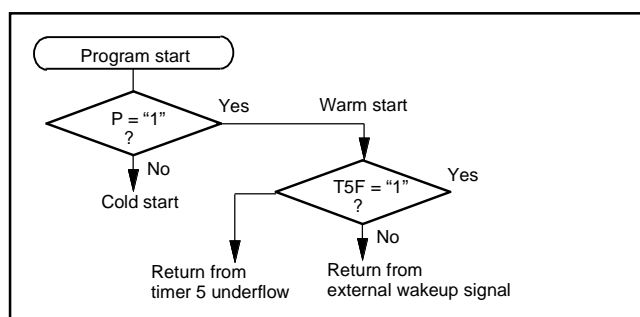 Program start
P = “1”
?
Yes
Warm start
No
Cold start
T5F = “1”
?
Yes
No
Return from
timer 5 underflow
Return from
external wakeup signal